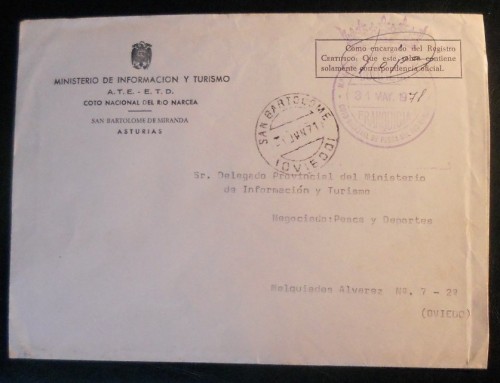 MINISTERIO DE INFORMACION Y TURISMO
A.T.E. - E.T.D.
COTO NACIONAL DEL RIO NARCEA
SAN BARTOLOME DE MIRANDA
ASTURIAS
Como encargado del Registro
Certifico. Que este sobre contiene
solamente correspondencia oficial.
SAN BARTOLOME
(OVIEDO)
Sr. Delegado Provincial del Ministerio
de Información y Turismo
Negociado:Pesca y Deportes
Melquiades Alvarez No. 7 - 2º
(OVIEDO)